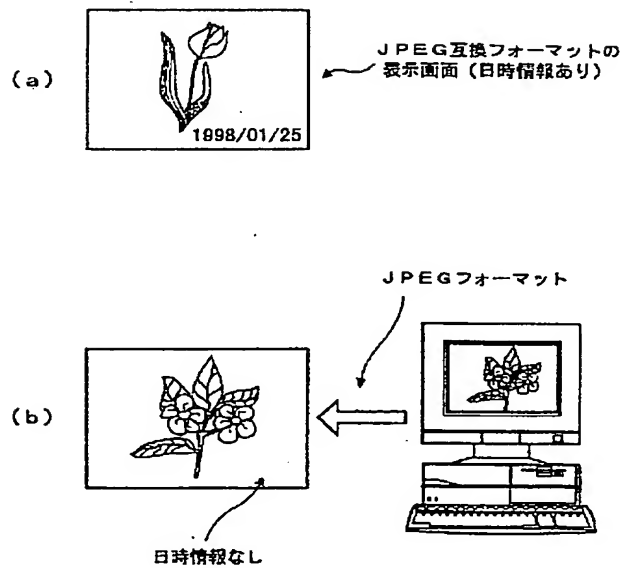 (a)
JPEG互換フォーマットの
表示画面(日時情報あり)
1998/01/25
JPEGフォーマット
(b)
日時情報なし